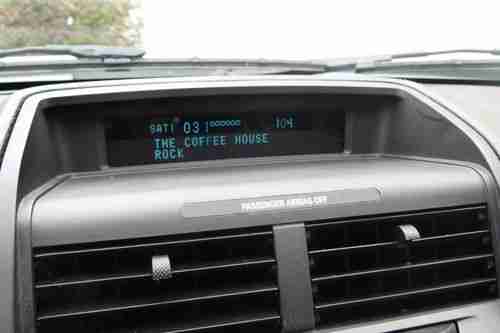 SAT1 031 104
THE COFFEE HOUSE
ROCK
PASSENGER AIRBAG OFF